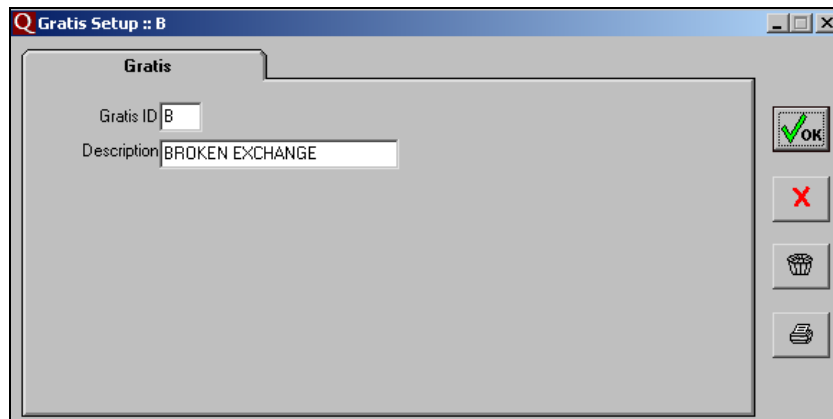 Q Gratis Setup :: B
Gratis
Gratis ID B
Description BROKEN EXCHANGE
OK
X